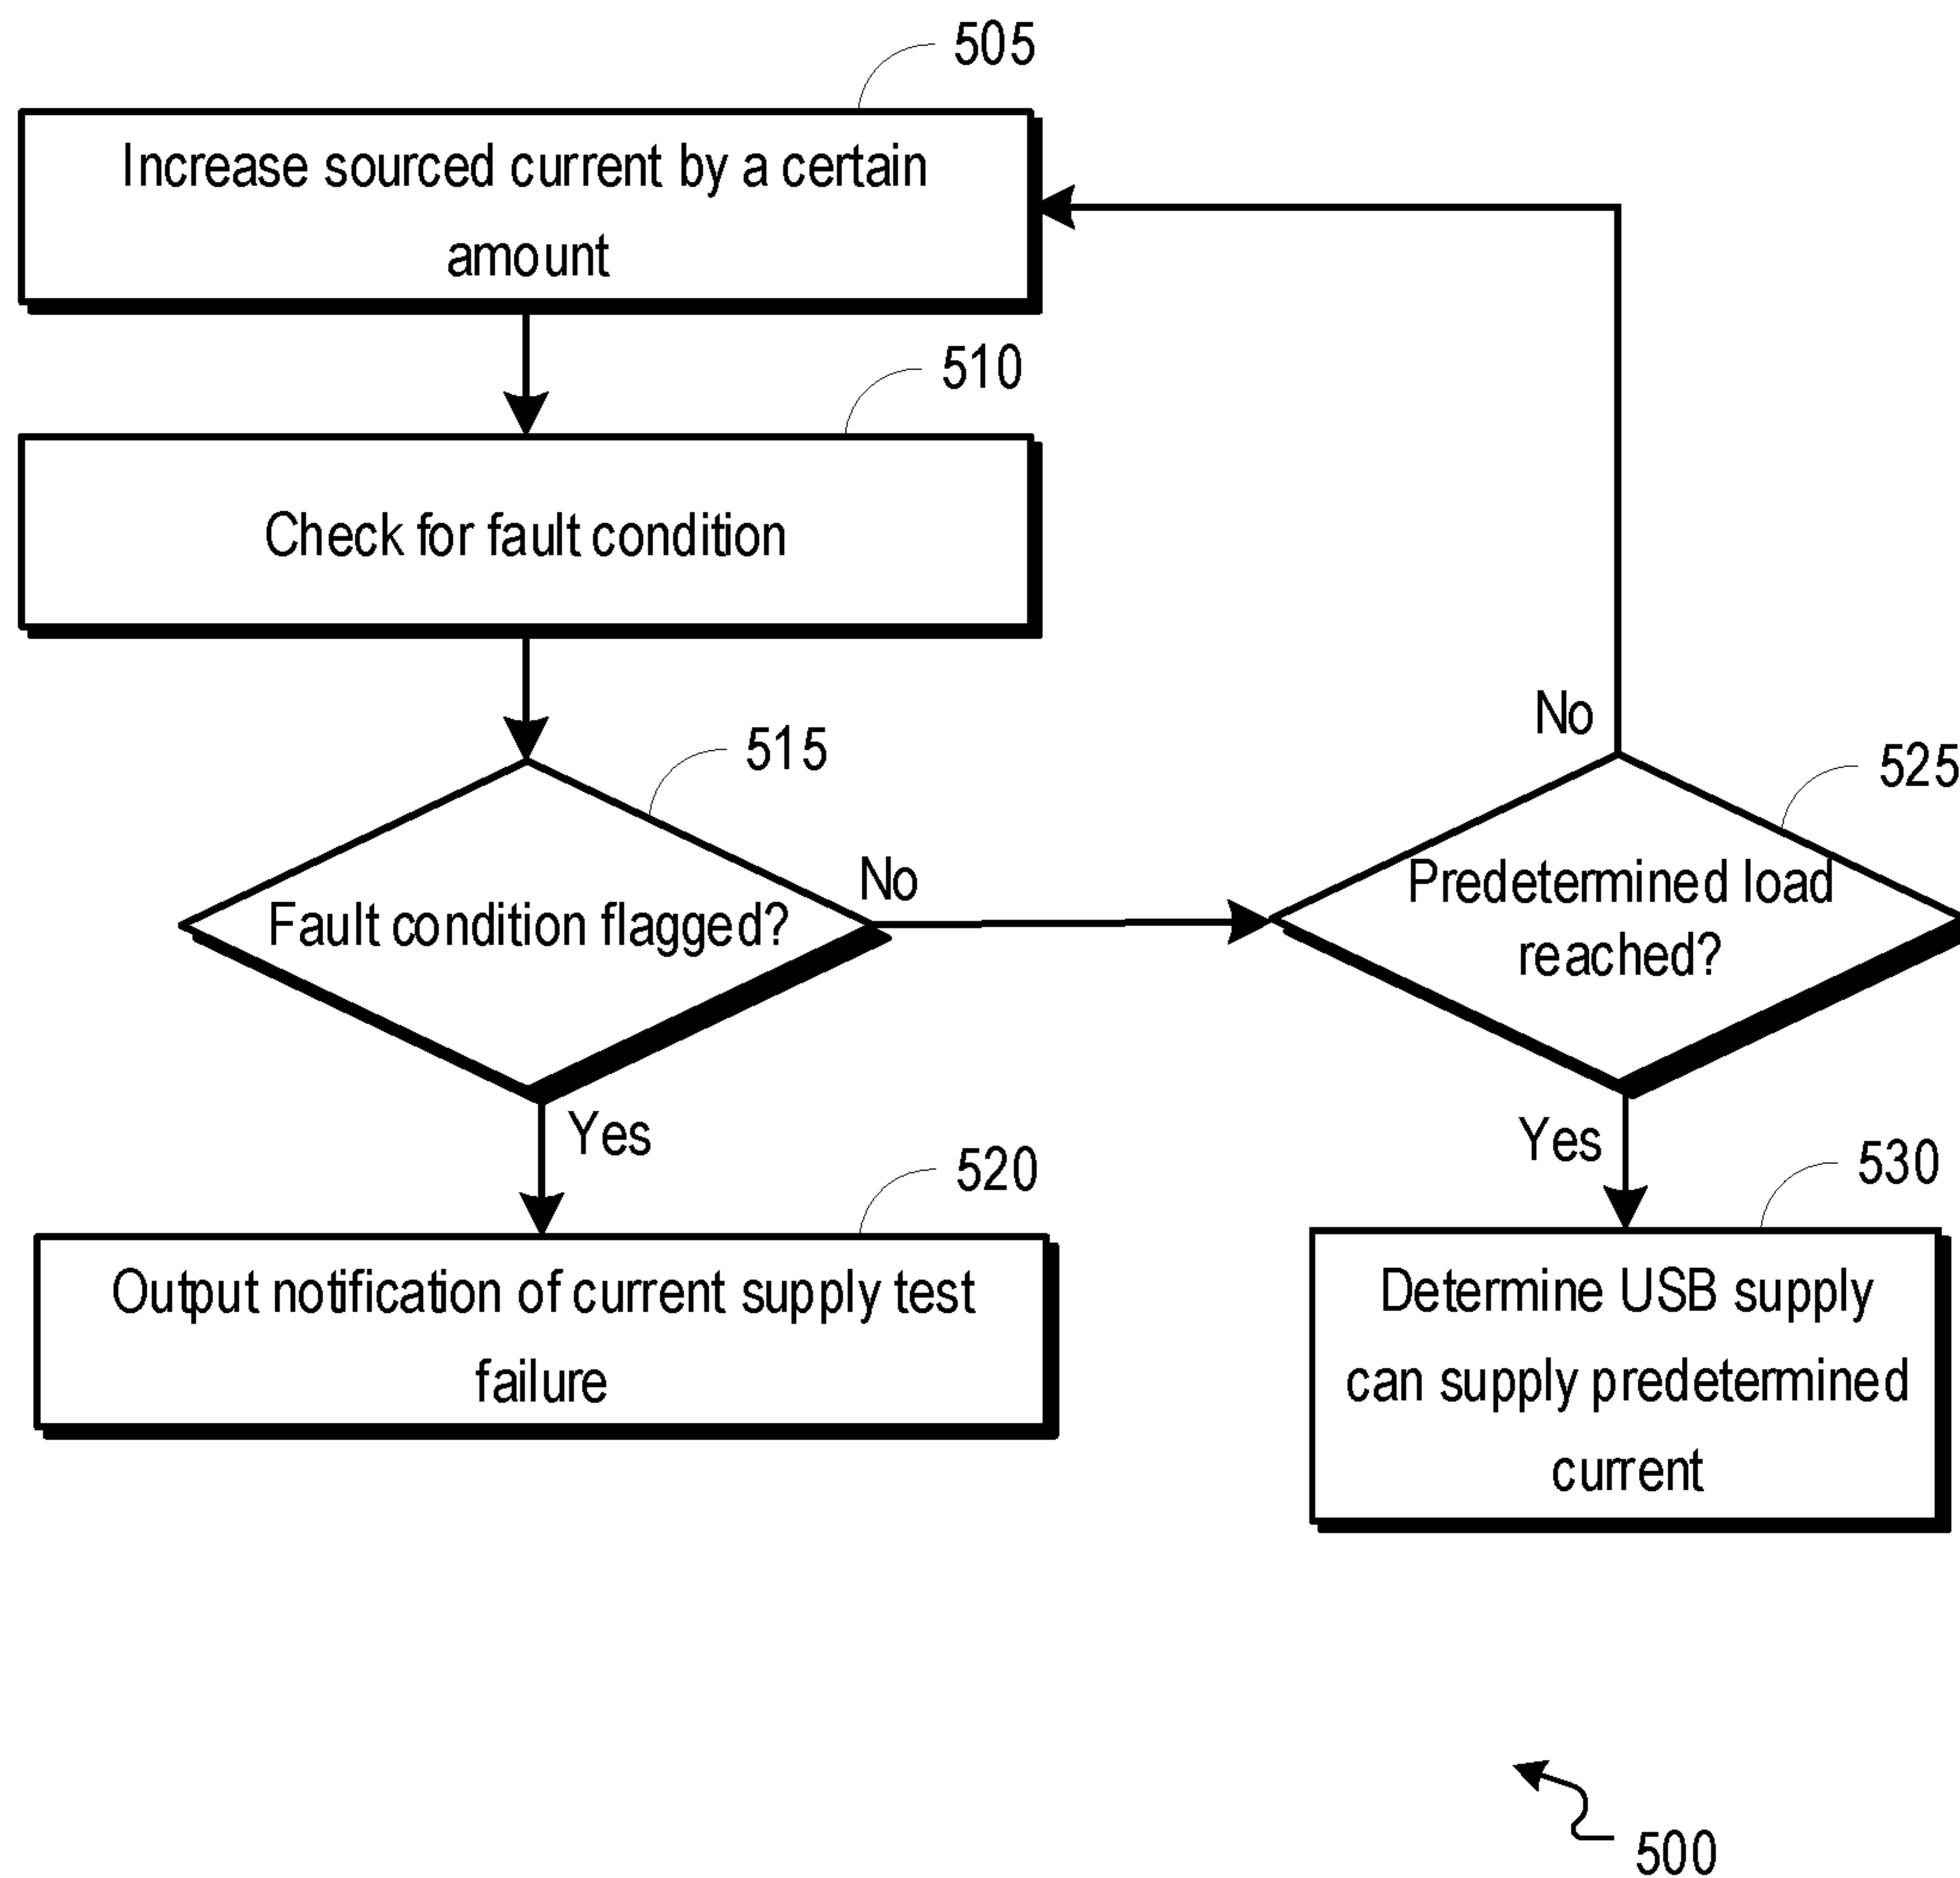 505
Increase sourced current by a certain
amount
510
Check for fault condition
515
Fault condition flagged?
No
Yes
520
Output notification of current supply test
failure
No
525
Predetermined load
reached?
Yes
530
Determine USB supply
can supply predetermined
current
500